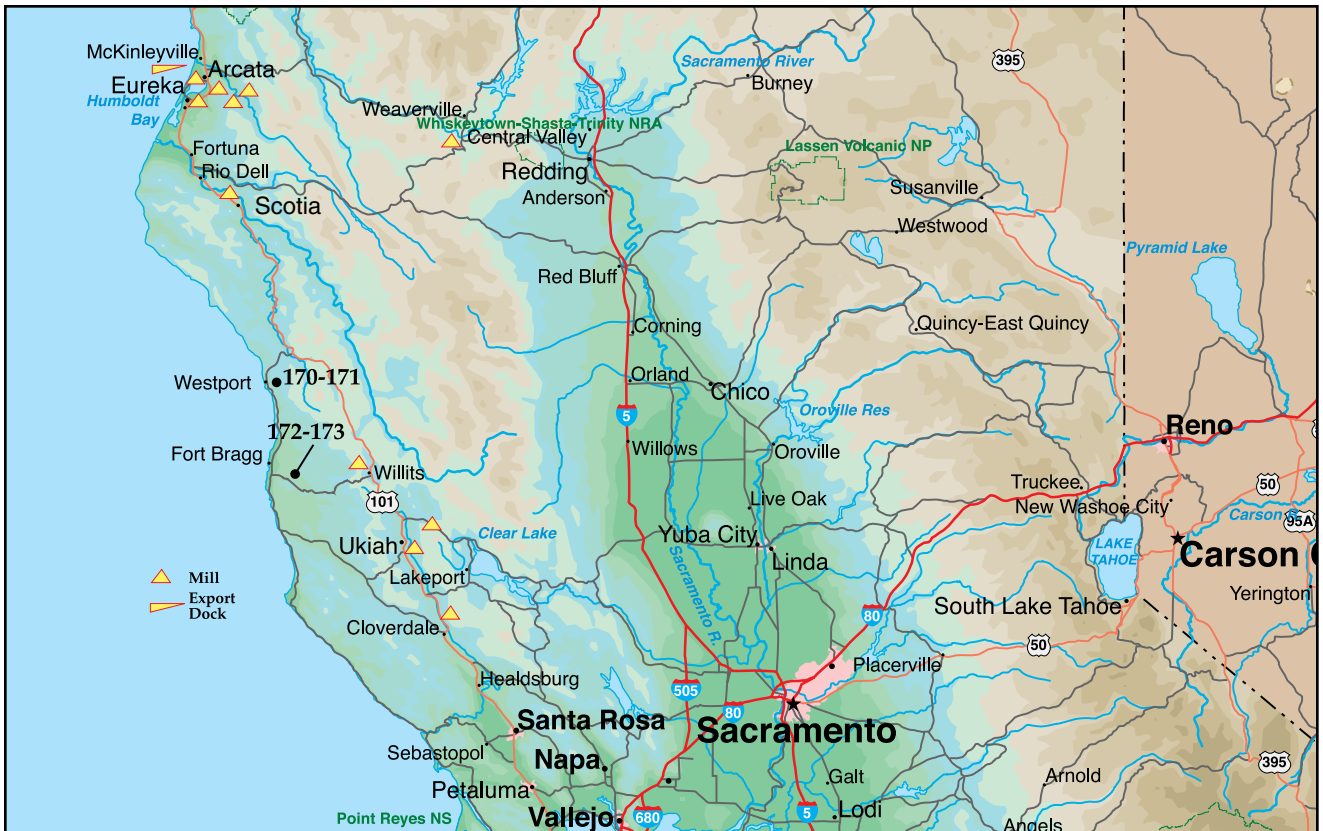 McKinleyville
Arcata
Eureka
Humboldt
Bay
Fortuna
Rio Dell
Scotia
Weaverville
Whiskeytown-Shasta-Trinity NRA
Central Valley
Redding
Anderson
Sacramento River
Burney
395
Lassen Volcanic NP
Susanville
Westwood
Pyramid Lake
Red Bluff
Corning
Quincy-East Quincy
Westport
170-171
Orland
Chico
5
Oroville Res
172-173
Fort Bragg
Willits
Willows
Oroville
Reno
101
Truckee
50
Live Oak
New Washoe City
Carson R.
95A
Ukiah
Clear Lake
Yuba City
Linda
LAKE
TAHOE
Carson C
Lakeport
Sacramento R.
Mill
Export
Dock
Yerington
South Lake Tahoe
Cloverdale
80
50
Placerville
Healdsburg
505
80
Santa Rosa
Sacramento
Sebastopol
Napa
395
Petaluma
Galt
Arnold
Point Reyes NS
Vallejo
680
5
Lodi
Angels